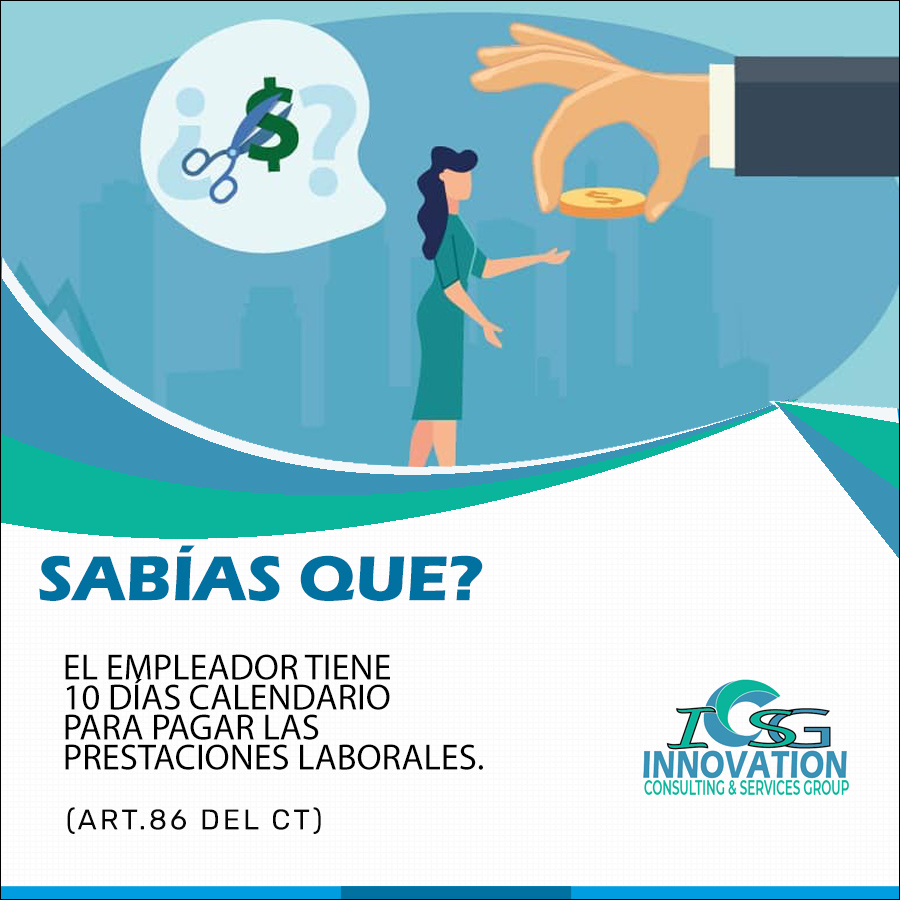 ¿$?
SABÍAS QUE?
EL EMPLEADOR TIENE
10 DÍAS CALENDARIO
PARA PAGAR LAS
PRESTACIONES LABORALES.
(ART.86 DEL CT)
ICSG
INNOVATION
CONSULTING & SERVICES GROUP